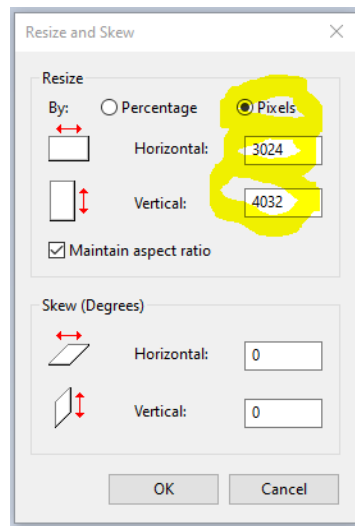 Resize and Skew
Resize
By: Percentage Pixels
Horizontal: 3024
Vertical: 4032
Maintain aspect ratio
Skew (Degrees)
Horizontal: 0
Vertical: 0
OK Cancel